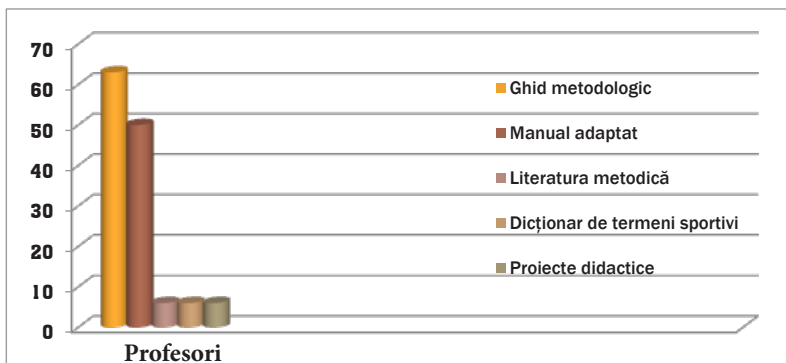 70
60
50
40
30
20
10
0
Profesori
Ghid metodologic
Manual adaptat
Literatura metodică
Dicționar de termeni sportivi
Proiecte didactice